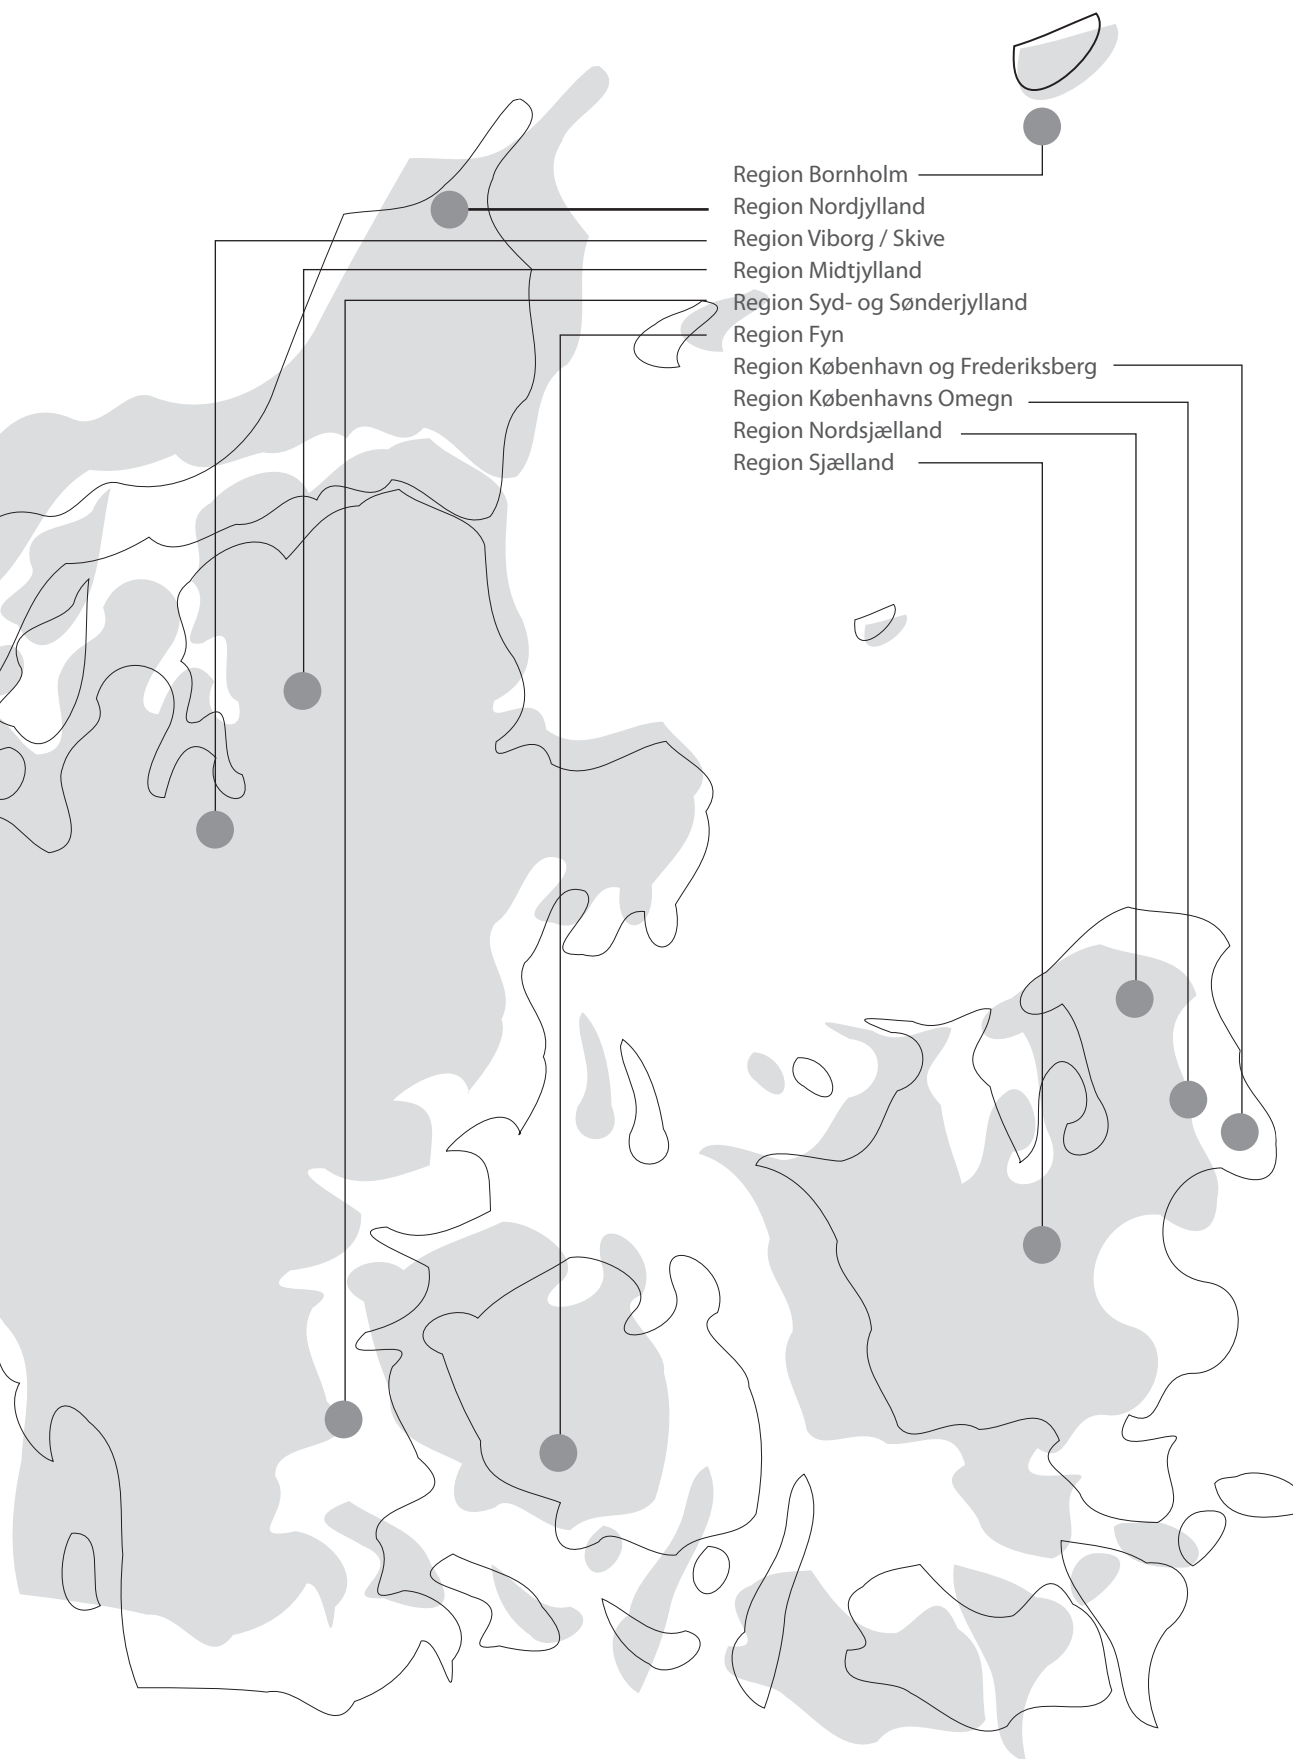 Region Bornholm
Region Nordjylland
Region Viborg / Skive
Region Midtjylland
Region Syd- og Sønderjylland
Region Fyn
Region København og Frederiksberg
Region Københavns Omegn
Region Nordsjælland
Region Sjælland